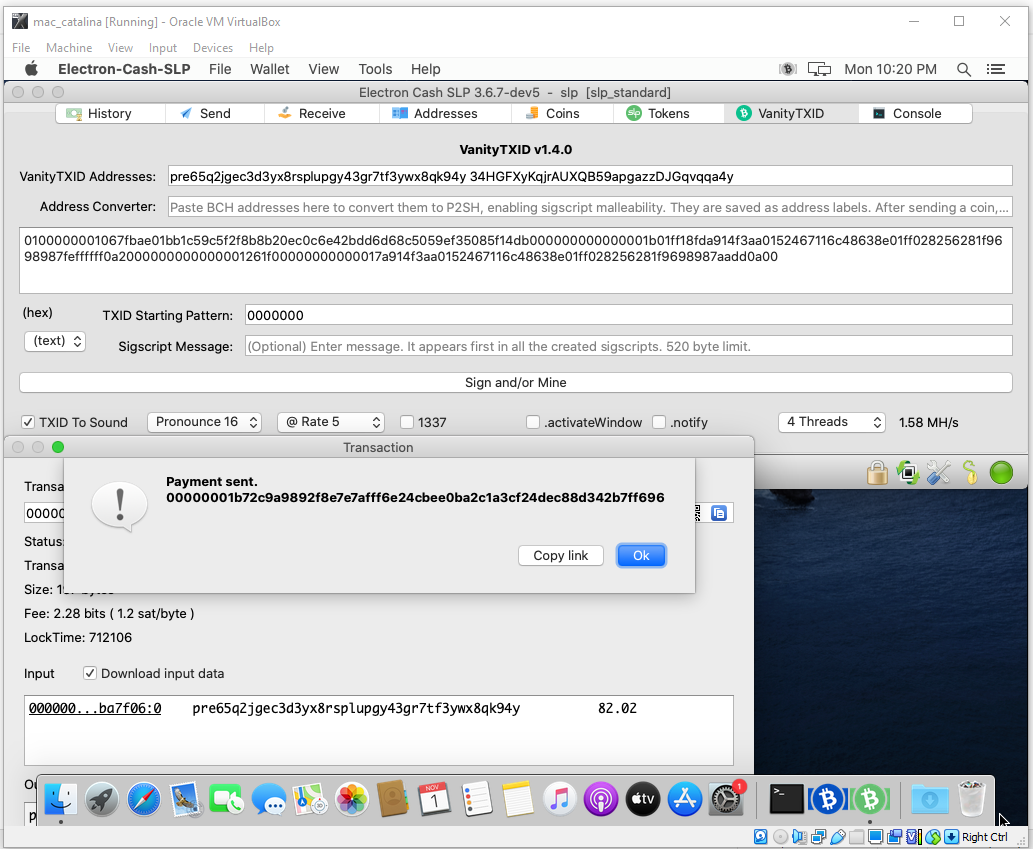 mac_catalina [Running] - Oracle VM VirtualBox
File Machine View Input Devices Help
Electron-Cash-SLP File Wallet View Tools Help Mon 10:20 PM
Electron Cash SLP 3.6.7-dev5 - slp [slp_standard]
History Send Receive Addresses Coins Tokens VanityTXID Console
VanityTXID v1.4.0
VanityTXID Addresses: pre65q2jgec3d3yx8rsplupgy43gr7tf3ywx8qk94y 34HGFXyKqjrAUXQB59apgazzDJGqvqqa4y
Address Converter: Paste BCH addresses here to convert them to P2SH, enabling sigscript malleability. They are saved as address labels. After sending a coin,...
0100000001067fbae01bb1c59c5f2f8b8b20ec0c6e42bdd6d68c5059ef35085f14db000000000000001b01ff18fda914f3aa0152467116c48638e01ff028256281f9
698987feffffff0a2000000000000001261f00000000000017a914f3aa0152467116c48638e01ff028256281f9698987aadd0a00
(hex) TXID Starting Pattern: 0000000
(text) Sigscript Message: (Optional) Enter message. It appears first in all the created sigscripts. 520 byte limit.
Sign and/or Mine
TXID To Sound Pronounce 16 @ Rate 5 1337 .activateWindow .notify 4 Threads 1.58 MH/s
Transaction
Payment sent.
00000001b72c9a9892f8e7e7afff6e24cbee0ba2c1a3cf24dec88d342b7ff696
Transa
00000
Copy link Ok
Status:
Transa
Size:
Fee: 2.28 bits ( 1.2 sat/byte )
LockTime: 712106
Input Download input data
000000...ba7f06:0 pre65q2jgec3d3yx8rsplupgy43gr7tf3ywx8qk94y 82.02
NOV
1
tv
1
Right Ctrl